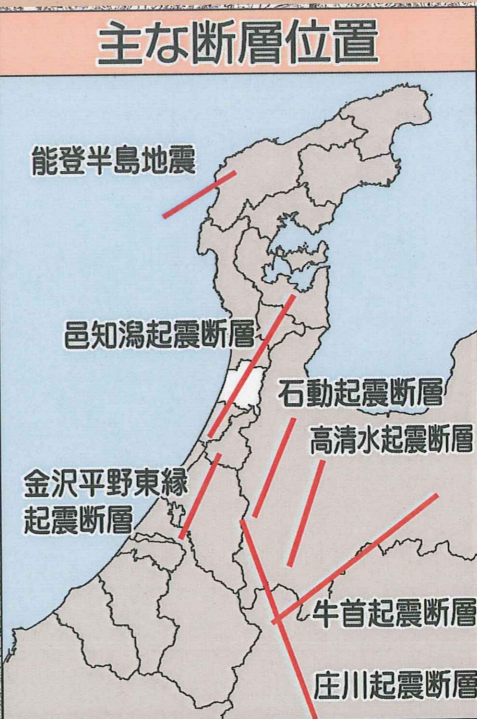 主な断層位置
能登半島地震
邑知潟起震断層
石動起震断層
高清水起震断層
金沢平野東縁
起震断層
牛首起震断層
庄川起震断層